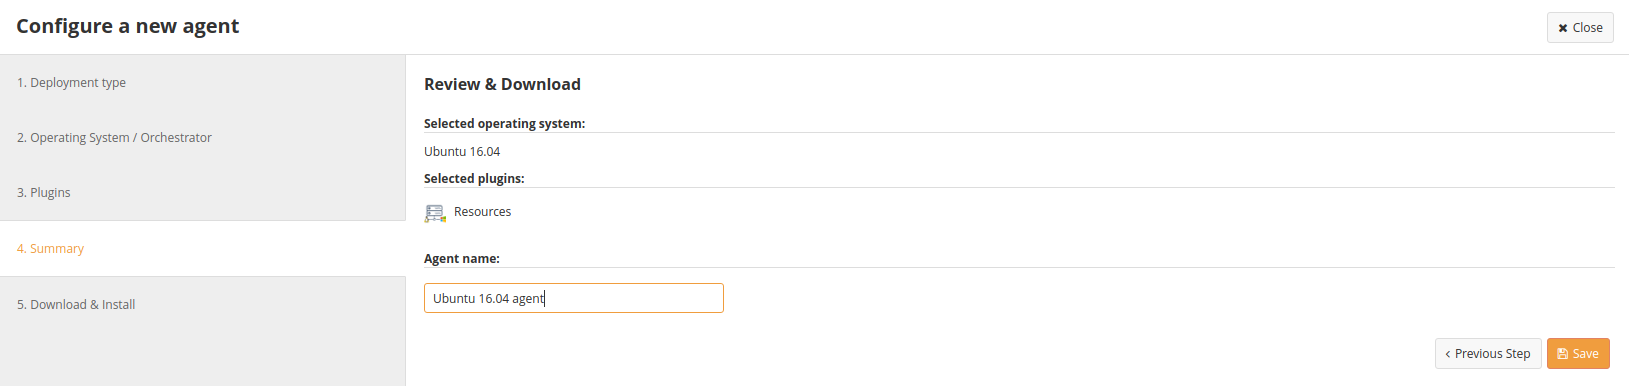 Configure a new agent
✖ Close
1. Deployment type
2. Operating System / Orchestrator
3. Plugins
4. Summary
5. Download & Install
Review & Download
Selected operating system:
Ubuntu 16.04
Selected plugins:
Resources
Agent name:
Ubuntu 16.04 agent
‹ Previous Step
Save